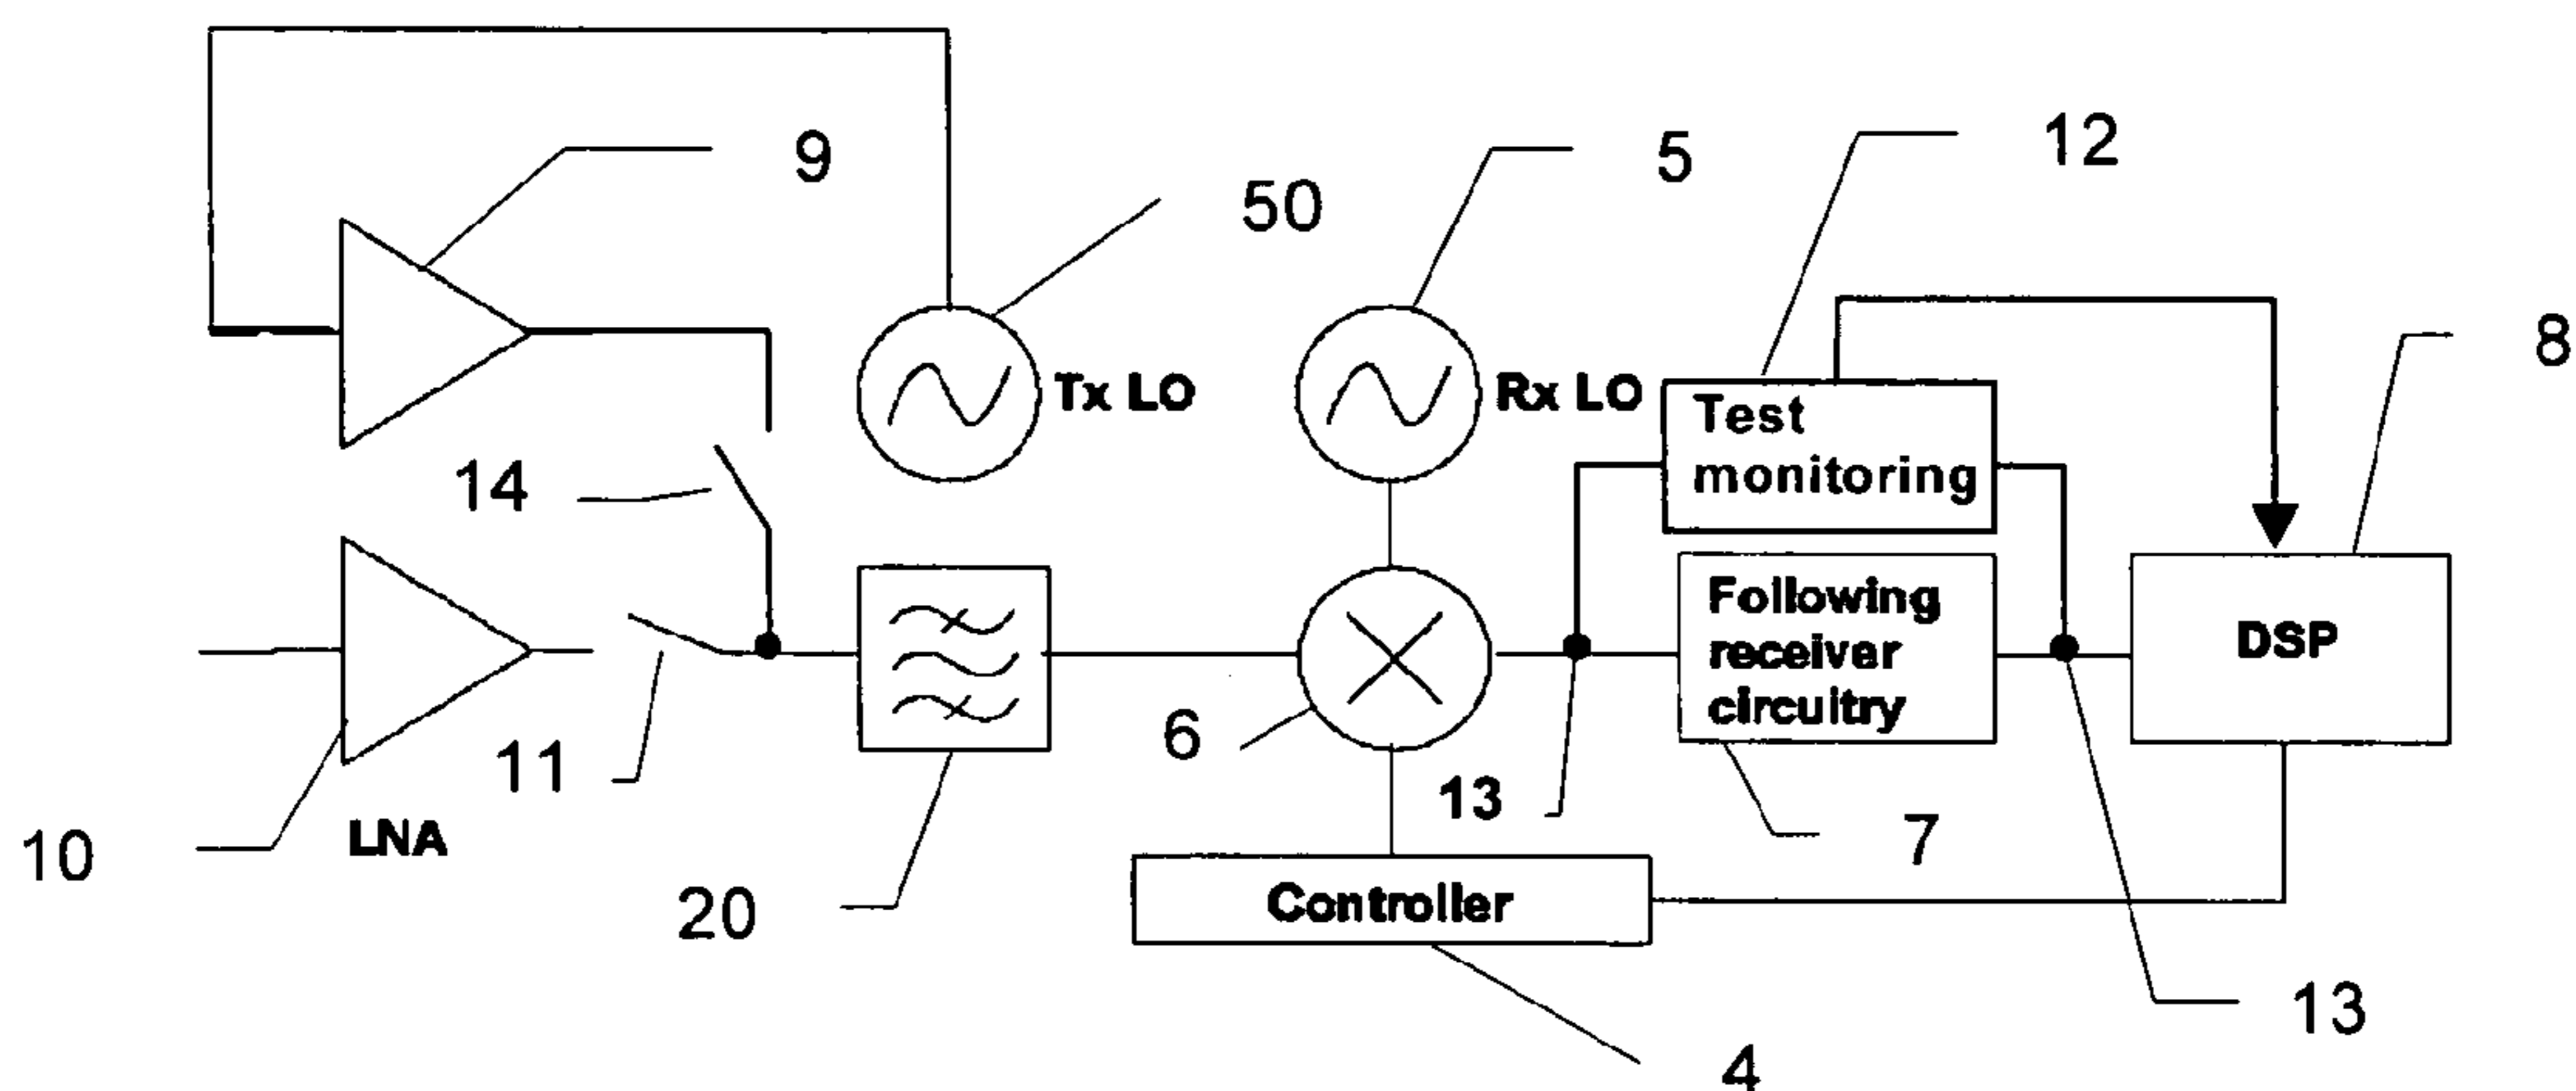 9
50
5
12
8
Tx LO
Rx LO
Test
monitoring
14
Following
receiver
circuitry
DSP
11
6
13
10
LNA
20
7
Controller
13
4